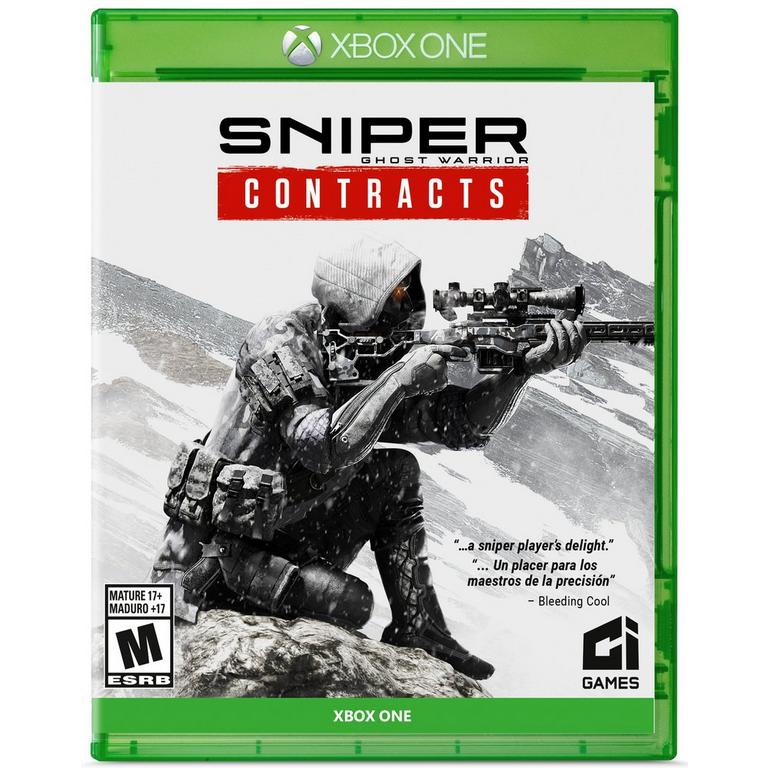 XBOX ONE
SNIPER
GHOST WARRIOR
CONTRACTS
"...a sniper player's delight."
"... Un placer para los
maestros de la precisión"
– Bleeding Cool
MATURE 17+
MADURO +17
M
ESRB
CI
GAMES
XBOX ONE